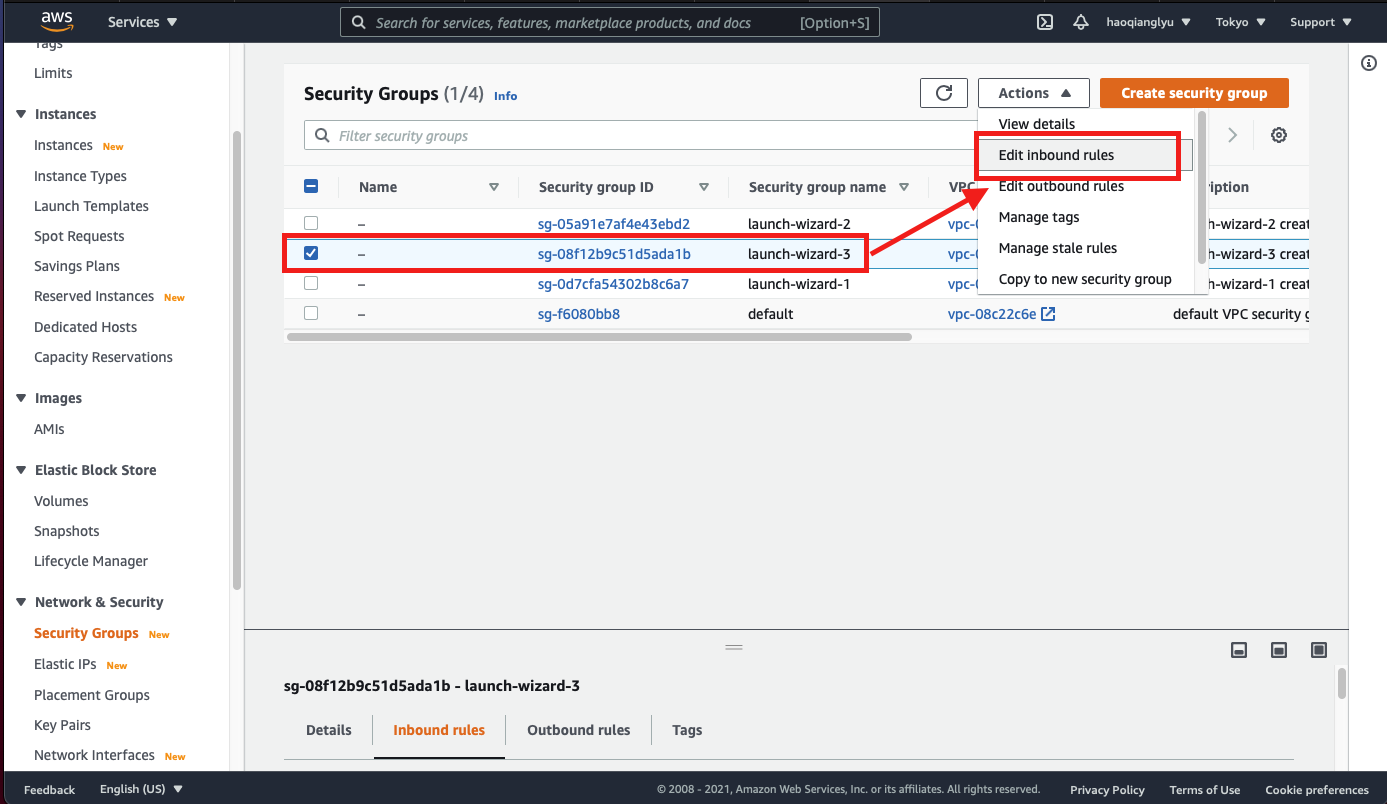 aws Services Search for services, features, marketplace products, and docs [Option+S] haoqianglyu Tokyo Support
Tags
Limits
Instances
Instances New
Instance Types
Launch Templates
Spot Requests
Savings Plans
Reserved Instances New
Dedicated Hosts
Capacity Reservations
Images
AMIs
Elastic Block Store
Volumes
Snapshots
Lifecycle Manager
Network & Security
Security Groups New
Elastic IPs New
Placement Groups
Key Pairs
Network Interfaces New
Security Groups (1/4) Info
Actions
Create security group
Filter security groups
View details
Edit inbound rules
Edit outbound rules
Manage tags
Manage stale rules
Copy to new security group
Name Security group ID Security group name VPC iption
– sg-05a91e7af4e43ebd2 launch-wizard-2 vpc- h-wizard-2 creat
– sg-08f12b9c51d5ada1b launch-wizard-3 vpc- h-wizard-3 creat
– sg-0d7cfa54302b8c6a7 launch-wizard-1 vpc- h-wizard-1 creat
– sg-f6080bb8 default vpc-08c22c6e default VPC security g
sg-08f12b9c51d5ada1b - launch-wizard-3
Details Inbound rules Outbound rules Tags
Feedback English (US) © 2008 - 2021, Amazon Web Services, Inc. or its affiliates. All rights reserved. Privacy Policy Terms of Use Cookie preferences